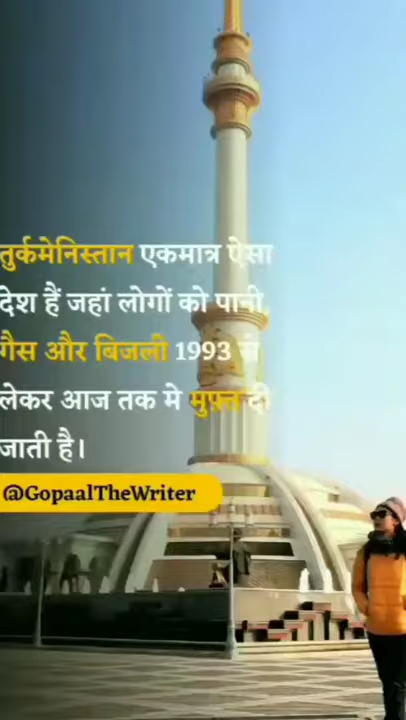 तुर्कमेनिस्तान एकमात्र ऐसा
देश हैं जहां लोगों को पानी,
गैस और बिजली 1993 से
लेकर आज तक मे मुफ़्त दी
जाती है।
@GopaalTheWriter